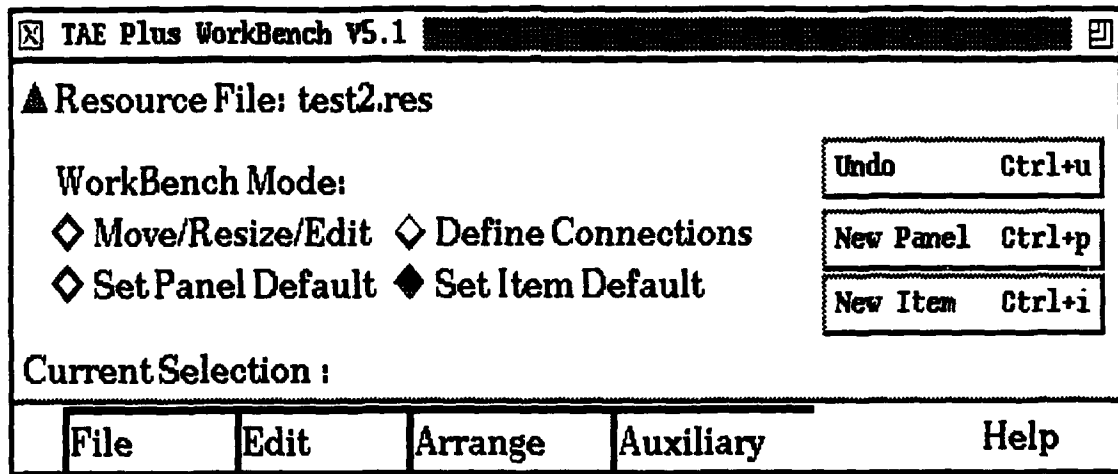 TAE Plus WorkBench V5.1
Resource File: test2.res
WorkBench Mode:
Undo Ctrl+u
Move/Resize/Edit Define Connections
New Panel Ctrl+p
Set Panel Default Set Item Default
New Item Ctrl+i
Current Selection :
File Edit Arrange Auxiliary Help